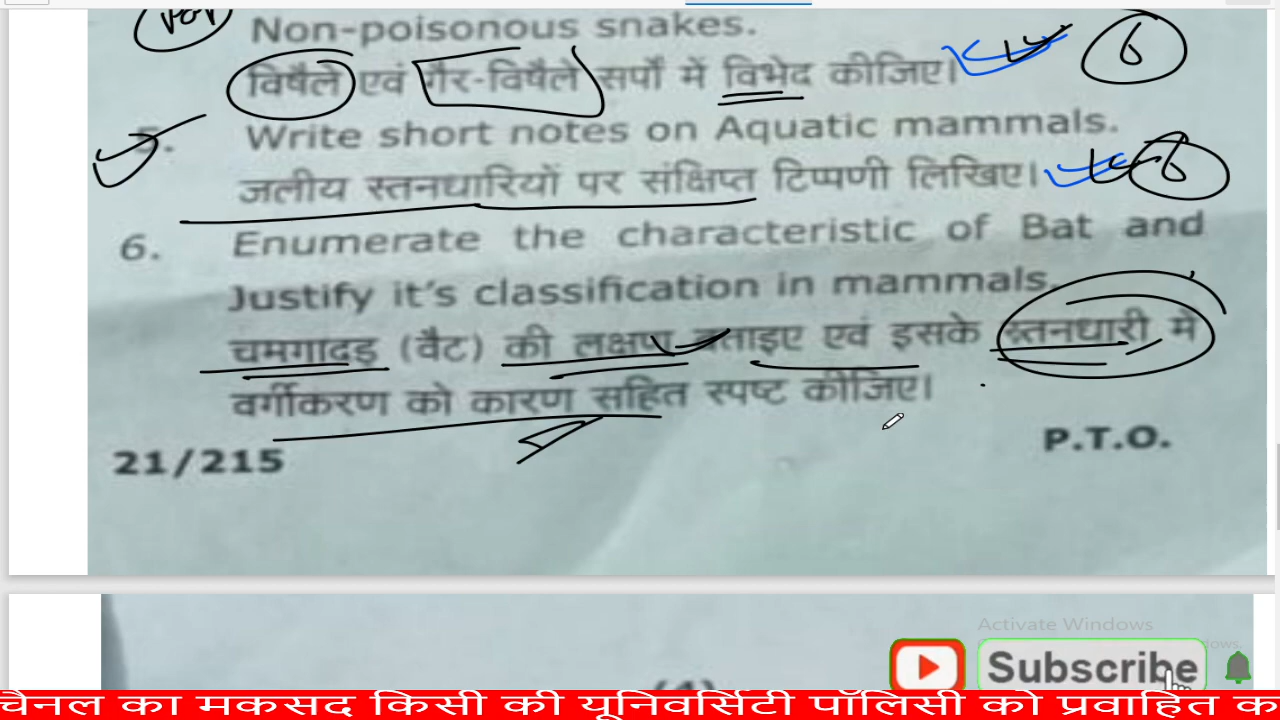 Non-poisonous snakes.
विषैले एवं गैर-विषैले सर्पों में विभेद कीजिए।
6
5. Write short notes on Aquatic mammals.
जलीय स्तनधारियों पर संक्षिप्त टिप्पणी लिखिए।
6. Enumerate the characteristic of Bat and
Justify it's classification in mammals.
चमगादड़ (वैट) की लक्षण बताइए एवं इसके स्तनधारी में
वर्गीकरण को कारण सहित स्पष्ट कीजिए।
21/215
P.T.O.
Activate Windows
Subscribe
चैनल का मकसद किसी की यूनिवर्सिटी पॉलिसी को प्रवाहित क